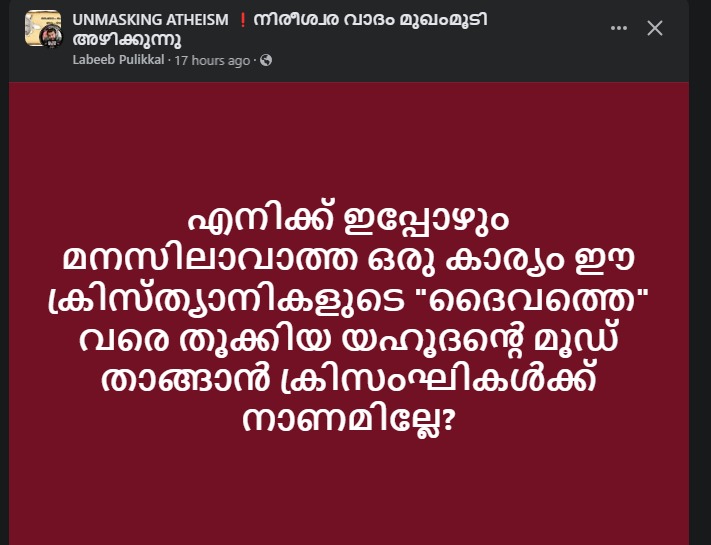 UNMASKING ATHEISM ❗നിരീശ്വര വാദം മുഖംമൂടി
അഴിക്കുന്നു
Labeeb Pulikkal · 17 hours ago ·
എനിക്ക് ഇപ്പോഴും
മനസിലാവാത്ത ഒരു കാര്യം ഈ
ക്രിസ്ത്യാനികളുടെ "ദൈവത്തെ"
വരെ തൂക്കിയ യഹൂദന്റെ മൂഡ്
താങ്ങാൻ ക്രിസംഘികൾക്ക്
നാണമില്ലേ?